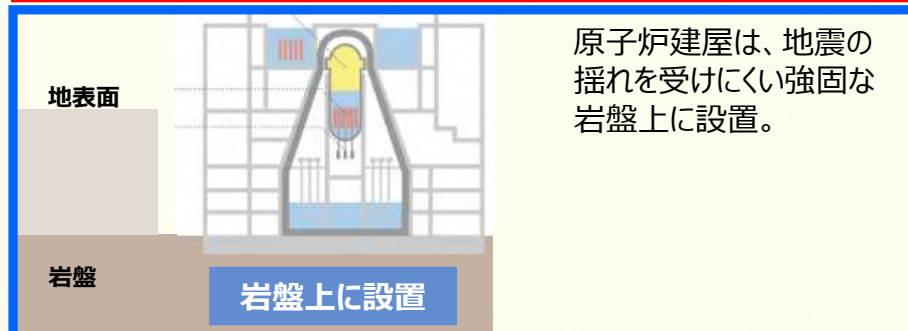 地表面
原子炉建屋は、地震の
揺れを受けにくい強固な
岩盤上に設置。
岩盤
岩盤上に設置